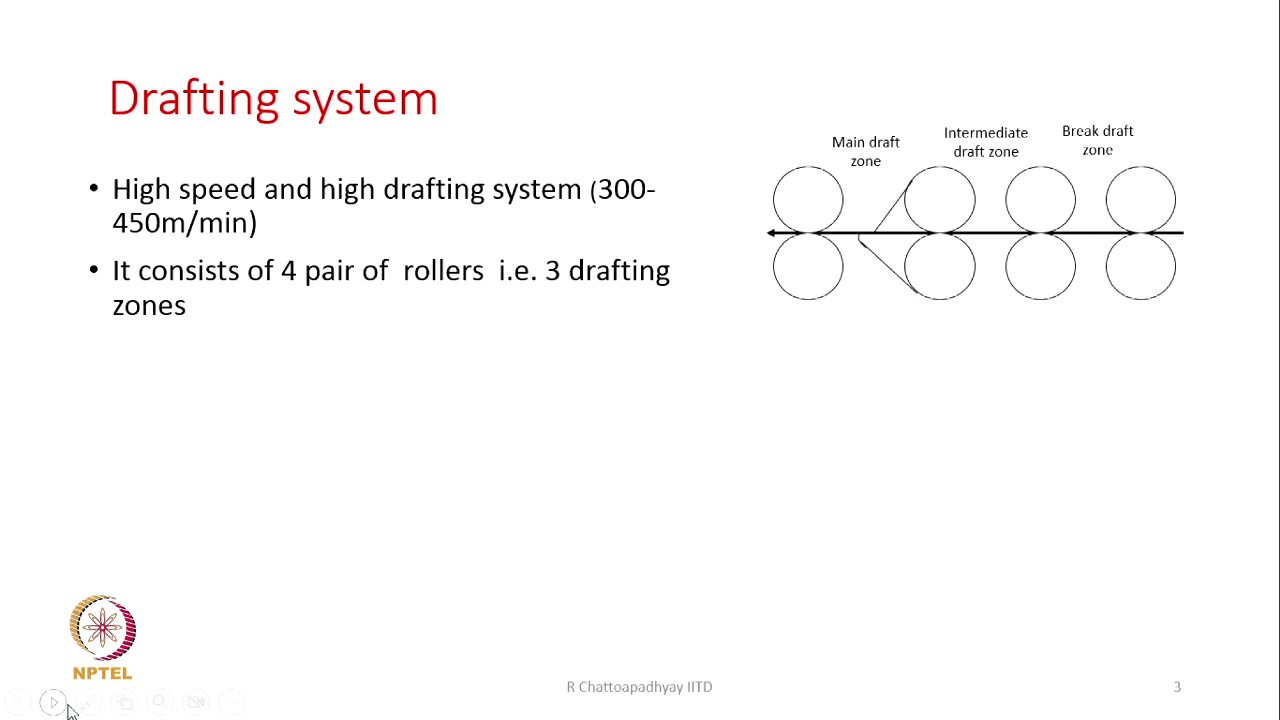 Drafting system
• High speed and high drafting system (300-
450m/min)
• It consists of 4 pair of  rollers  i.e. 3 drafting
zones
Main draft
zone
Intermediate
draft zone
Break draft
zone
NPTEL
R Chattoapadhyay IITD
3